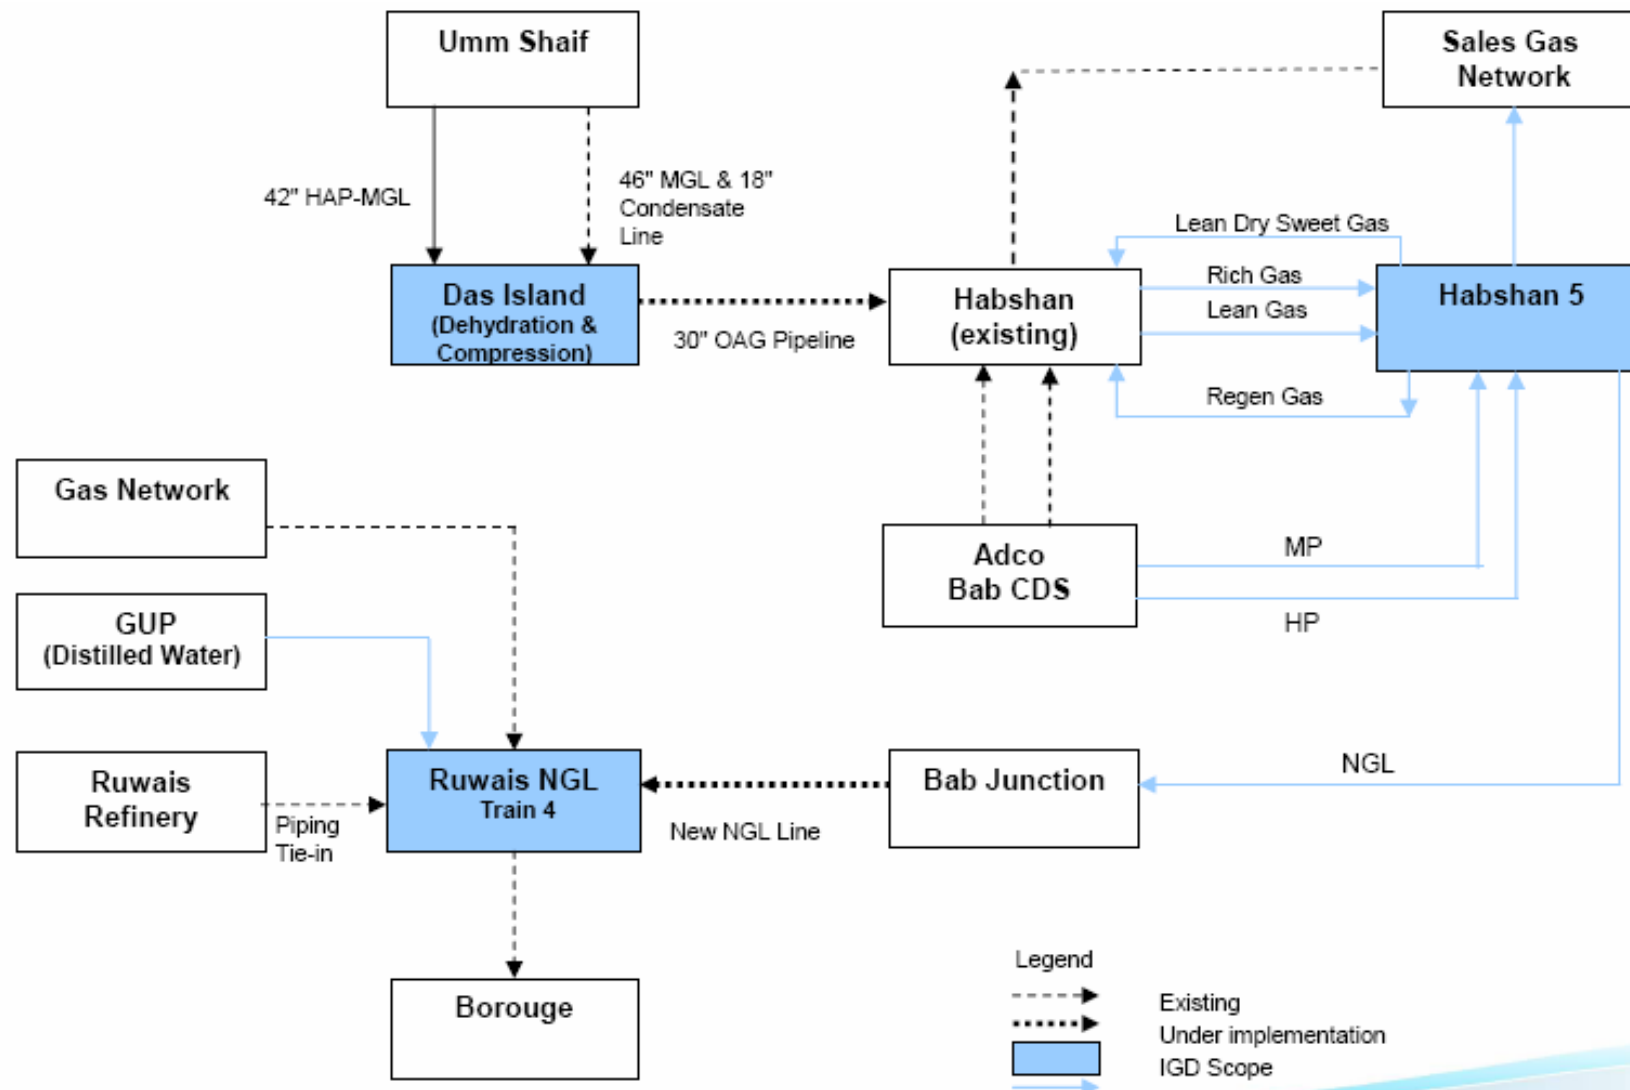 Umm Shaif
Sales Gas
Network
42" HAP-MGL
46" MGL & 18"
Condensate
Line
Lean Dry Sweet Gas
Das Island
(Dehydration &
Compression)
30" OAG Pipeline
Habshan
(existing)
Rich Gas
Lean Gas
Regen Gas
Habshan 5
Gas Network
Adco
Bab CDS
MP
HP
GUP
(Distilled Water)
Ruwais
Refinery
Piping
Tie-in
Ruwais NGL
Train 4
New NGL Line
Bab Junction
NGL
Borouge
Legend
Existing
Under implementation
IGD Scope